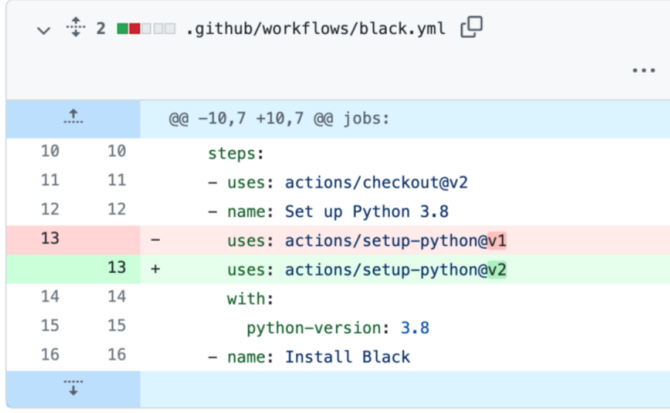 2 .github/workflows/black.yml
...
@@ -10,7 +10,7 @@ jobs:
10 10 steps:
11 11 - uses: actions/checkout@v2
12 12 - name: Set up Python 3.8
13 - uses: actions/setup-python@v1
13 + uses: actions/setup-python@v2
14 14 with:
15 15 python-version: 3.8
16 16 - name: Install Black